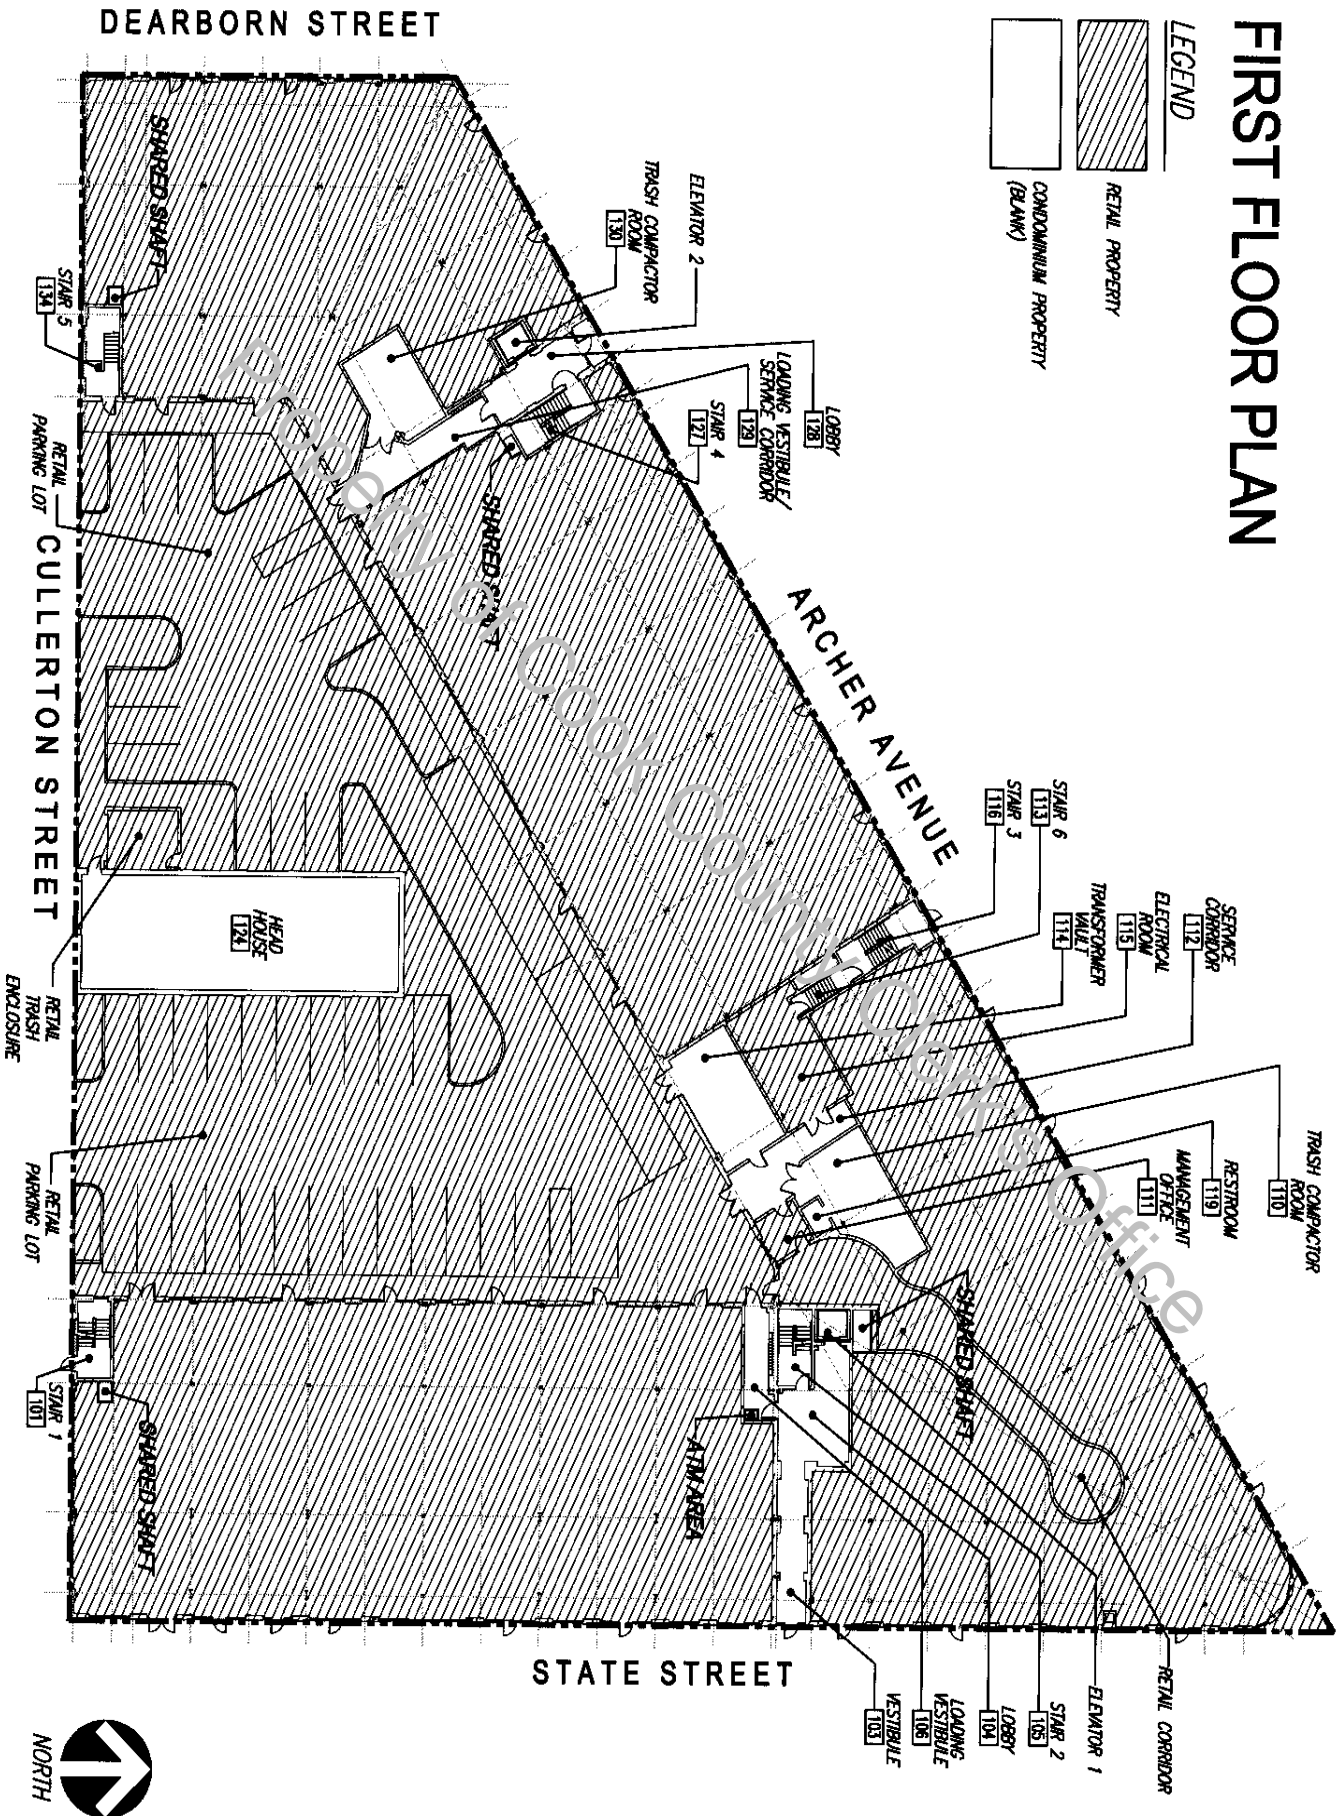 FIRST FLOOR PLAN
LEGEND
RETAIL PROPERTY
CONDOMINIUM PROPERTY
(BLANK)
DEARBORN STREET
ARCHER AVENUE
CULLERTON STREET
STATE STREET
NORTH
SHARED SHAFT
STAIR 5
134
ELEVATOR 2
TRASH COMPACTOR
ROOM
130
LOBBY
128
LOADING VESTIBULE/
SERVICE CORRIDOR
129
STAIR 4
127
SHARED SHAFT
RETAIL
PARKING LOT
STAIR 6
113
STAIR 3
116
SERVICE
CORRIDOR
112
ELECTRICAL
ROOM
115
TRANSFORMER
VAULT
114
TRASH COMPACTOR
ROOM
110
RESTROOM
119
MANAGEMENT
OFFICE
111
HEAD
HOUSE
124
RETAIL
TRASH
ENCLOSURE
RETAIL
PARKING LOT
SHARED SHAFT
STAIR 1
101
SHARED SHAFT
ATM AREA
RETAIL CORRIDOR
ELEVATOR 1
STAIR 2
105
LOBBY
104
LOADING
VESTIBULE
106
VESTIBULE
103
Property of Cook County Clerk's Office